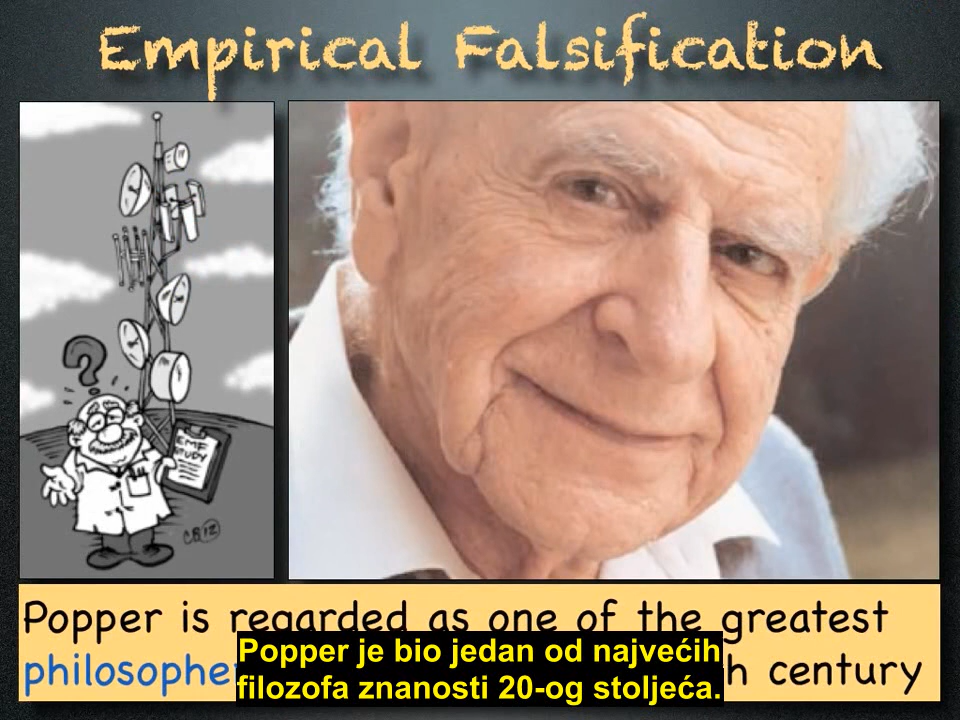 Empirical Falsification
?
EMF
STUDY
CB12
Popper is regarded as one of the greatest
philosophe
h century
Popper je bio jedan od najvećih
filozofa znanosti 20-og stoljeća.